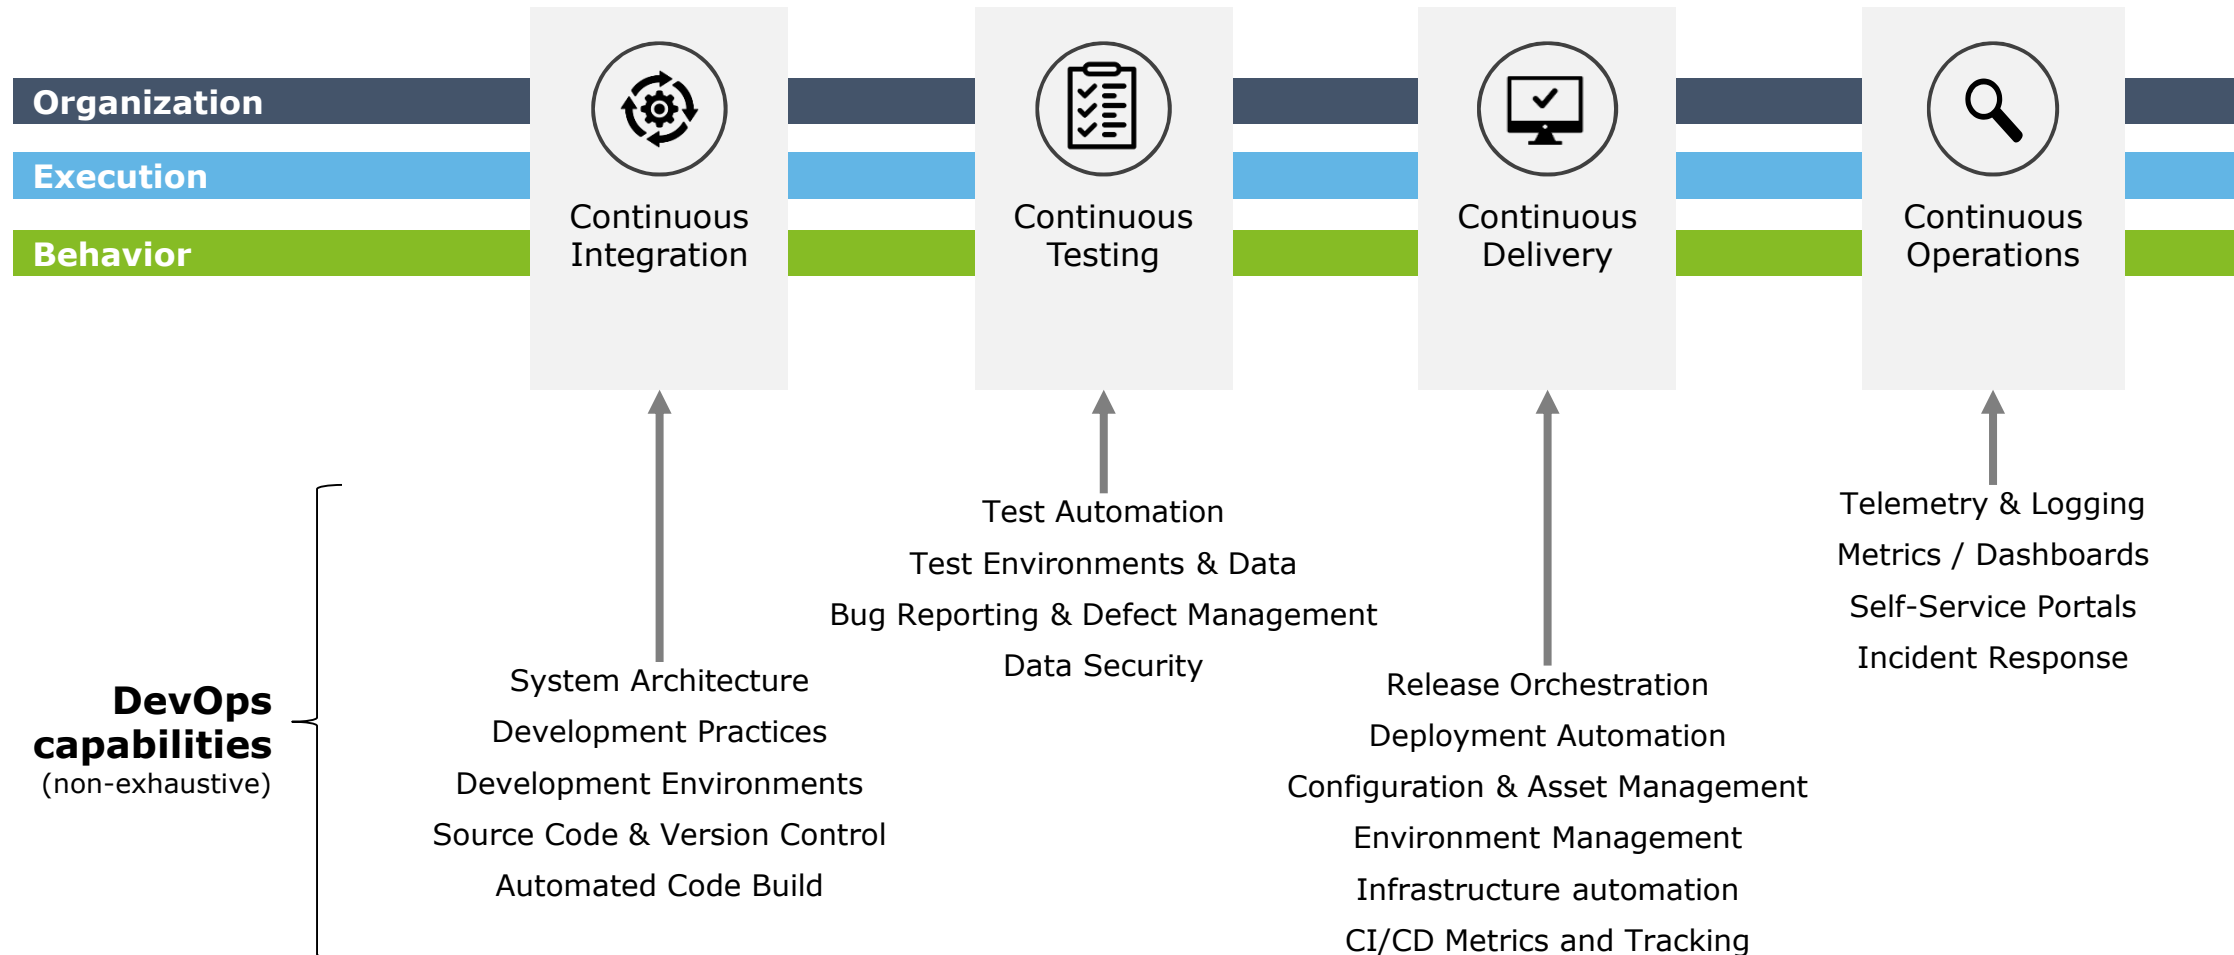 Organization
Execution
Behavior
Continuous
Integration
Continuous
Testing
Continuous
Delivery
Continuous
Operations
DevOps
capabilities
(non-exhaustive)
System Architecture
Development Practices
Development Environments
Source Code & Version Control
Automated Code Build
Test Automation
Test Environments & Data
Bug Reporting & Defect Management
Data Security
Release Orchestration
Deployment Automation
Configuration & Asset Management
Environment Management
Infrastructure automation
CI/CD Metrics and Tracking
Telemetry & Logging
Metrics / Dashboards
Self-Service Portals
Incident Response